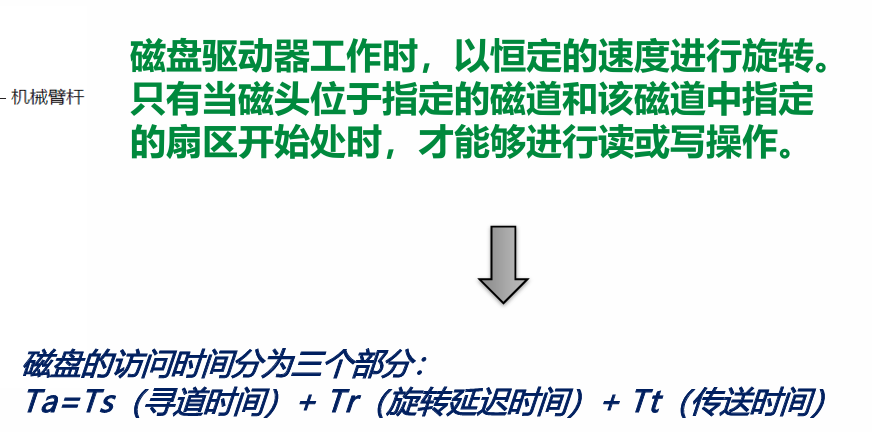 磁盘驱动器工作时，以恒定的速度进行旋转。
机械臂杆
只有当磁头位于指定的磁道和该磁道中指定
的扇区开始处时，才能够进行读或写操作。
磁盘的访问时间分为三个部分：
Ta=Ts（寻道时间）+ Tr（旋转延迟时间）+ Tt（传送时间）